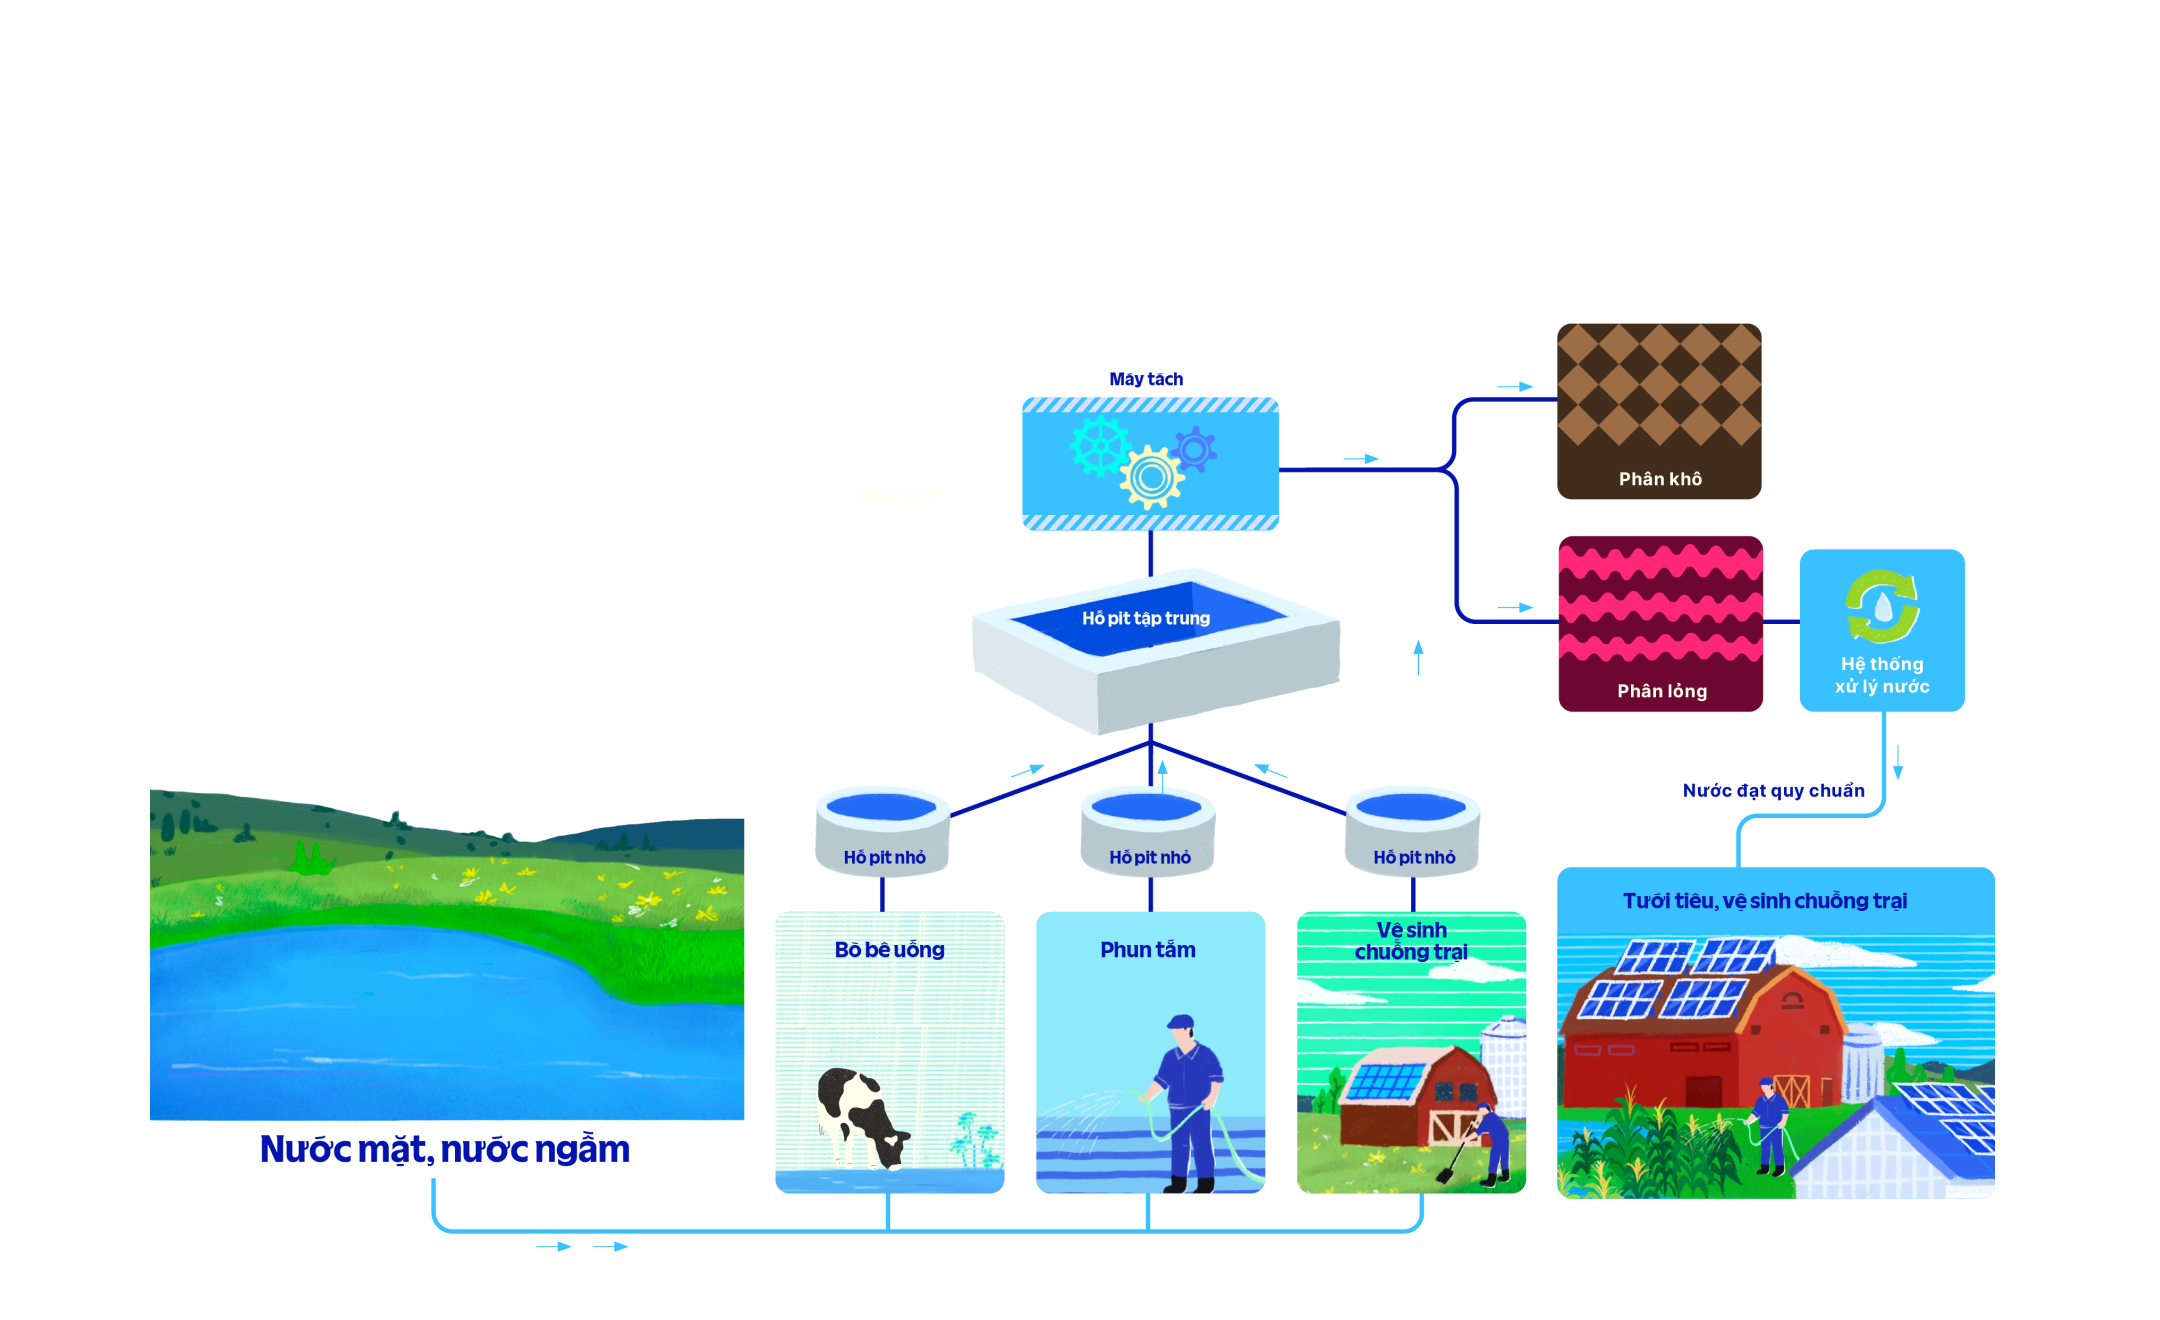 Máy tách
Phân khô
Hố pit tập trung
Phân lỏng
Hệ thống
xử lý nước
Nước đạt quy chuẩn
Hố pit nhỏ
Hố pit nhỏ
Hố pit nhỏ
Bò bê uống
Phun tắm
Vệ sinh
chuồng trại
Tưới tiêu, vệ sinh chuồng trại
Nước mặt, nước ngầm